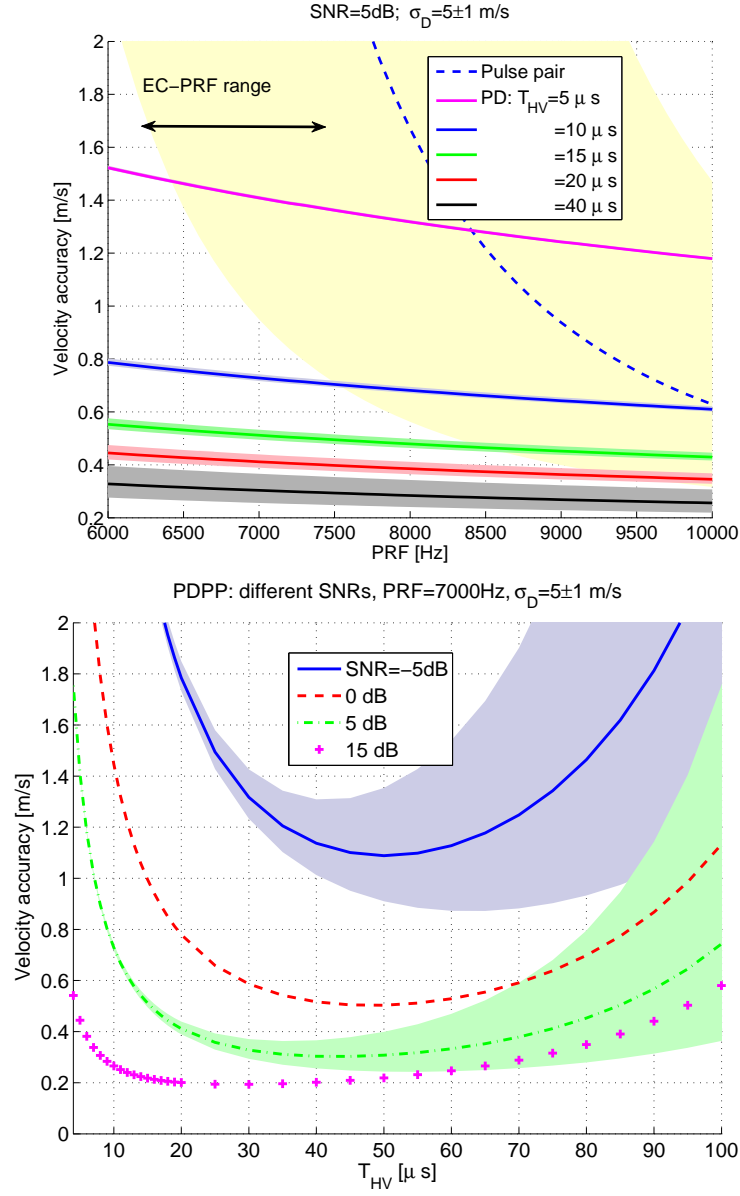 SNR=5dB; σ_D=5±1 m/s
2
1.8
1.6
1.4
1.2
1
0.8
0.6
0.4
0.2
Velocity accuracy [m/s]
EC−PRF range
Pulse pair
PD: T_HV=5 μ s
=10 μ s
=15 μ s
=20 μ s
=40 μ s
6000 6500 7000 7500 8000 8500 9000 9500 10000
PRF [Hz]
PDPP: different SNRs, PRF=7000Hz, σ_D=5±1 m/s
2
1.8
1.6
1.4
1.2
1
0.8
0.6
0.4
0.2
0
Velocity accuracy [m/s]
SNR=−5dB
0 dB
5 dB
15 dB
10 20 30 40 50 60 70 80 90 100
T_HV [μ s]